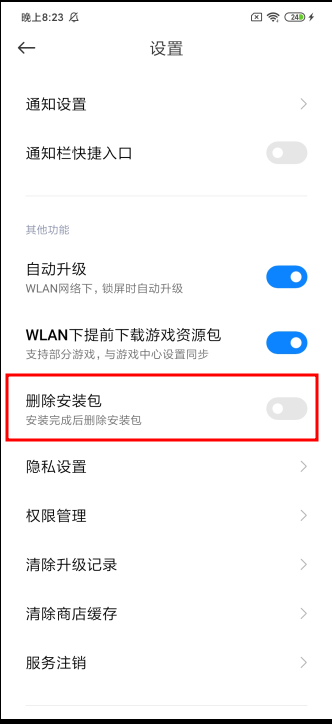 晚上8:23
24
设置
通知设置
通知栏快捷入口
其他功能
自动升级
WLAN网络下，锁屏时自动升级
WLAN下提前下载游戏资源包
支持部分游戏，与游戏中心设置同步
删除安装包
安装完成后删除安装包
隐私设置
权限管理
清除升级记录
清除商店缓存
服务注销